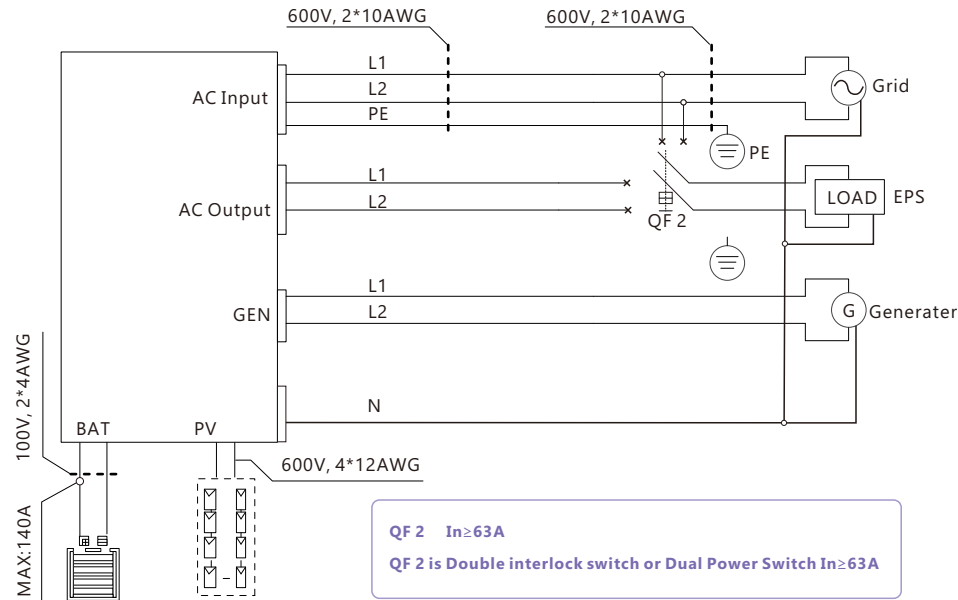 600V, 2*10AWG
600V, 2*10AWG
L1
L2
PE
AC Input
Grid
PE
L1
L2
AC Output
LOAD
EPS
QF 2
L1
L2
GEN
G
Generater
N
BAT
PV
100V, 2*4AWG
600V, 4*12AWG
MAX:140A
QF 2 In≥63A
QF 2 is Double interlock switch or Dual Power Switch In≥63A